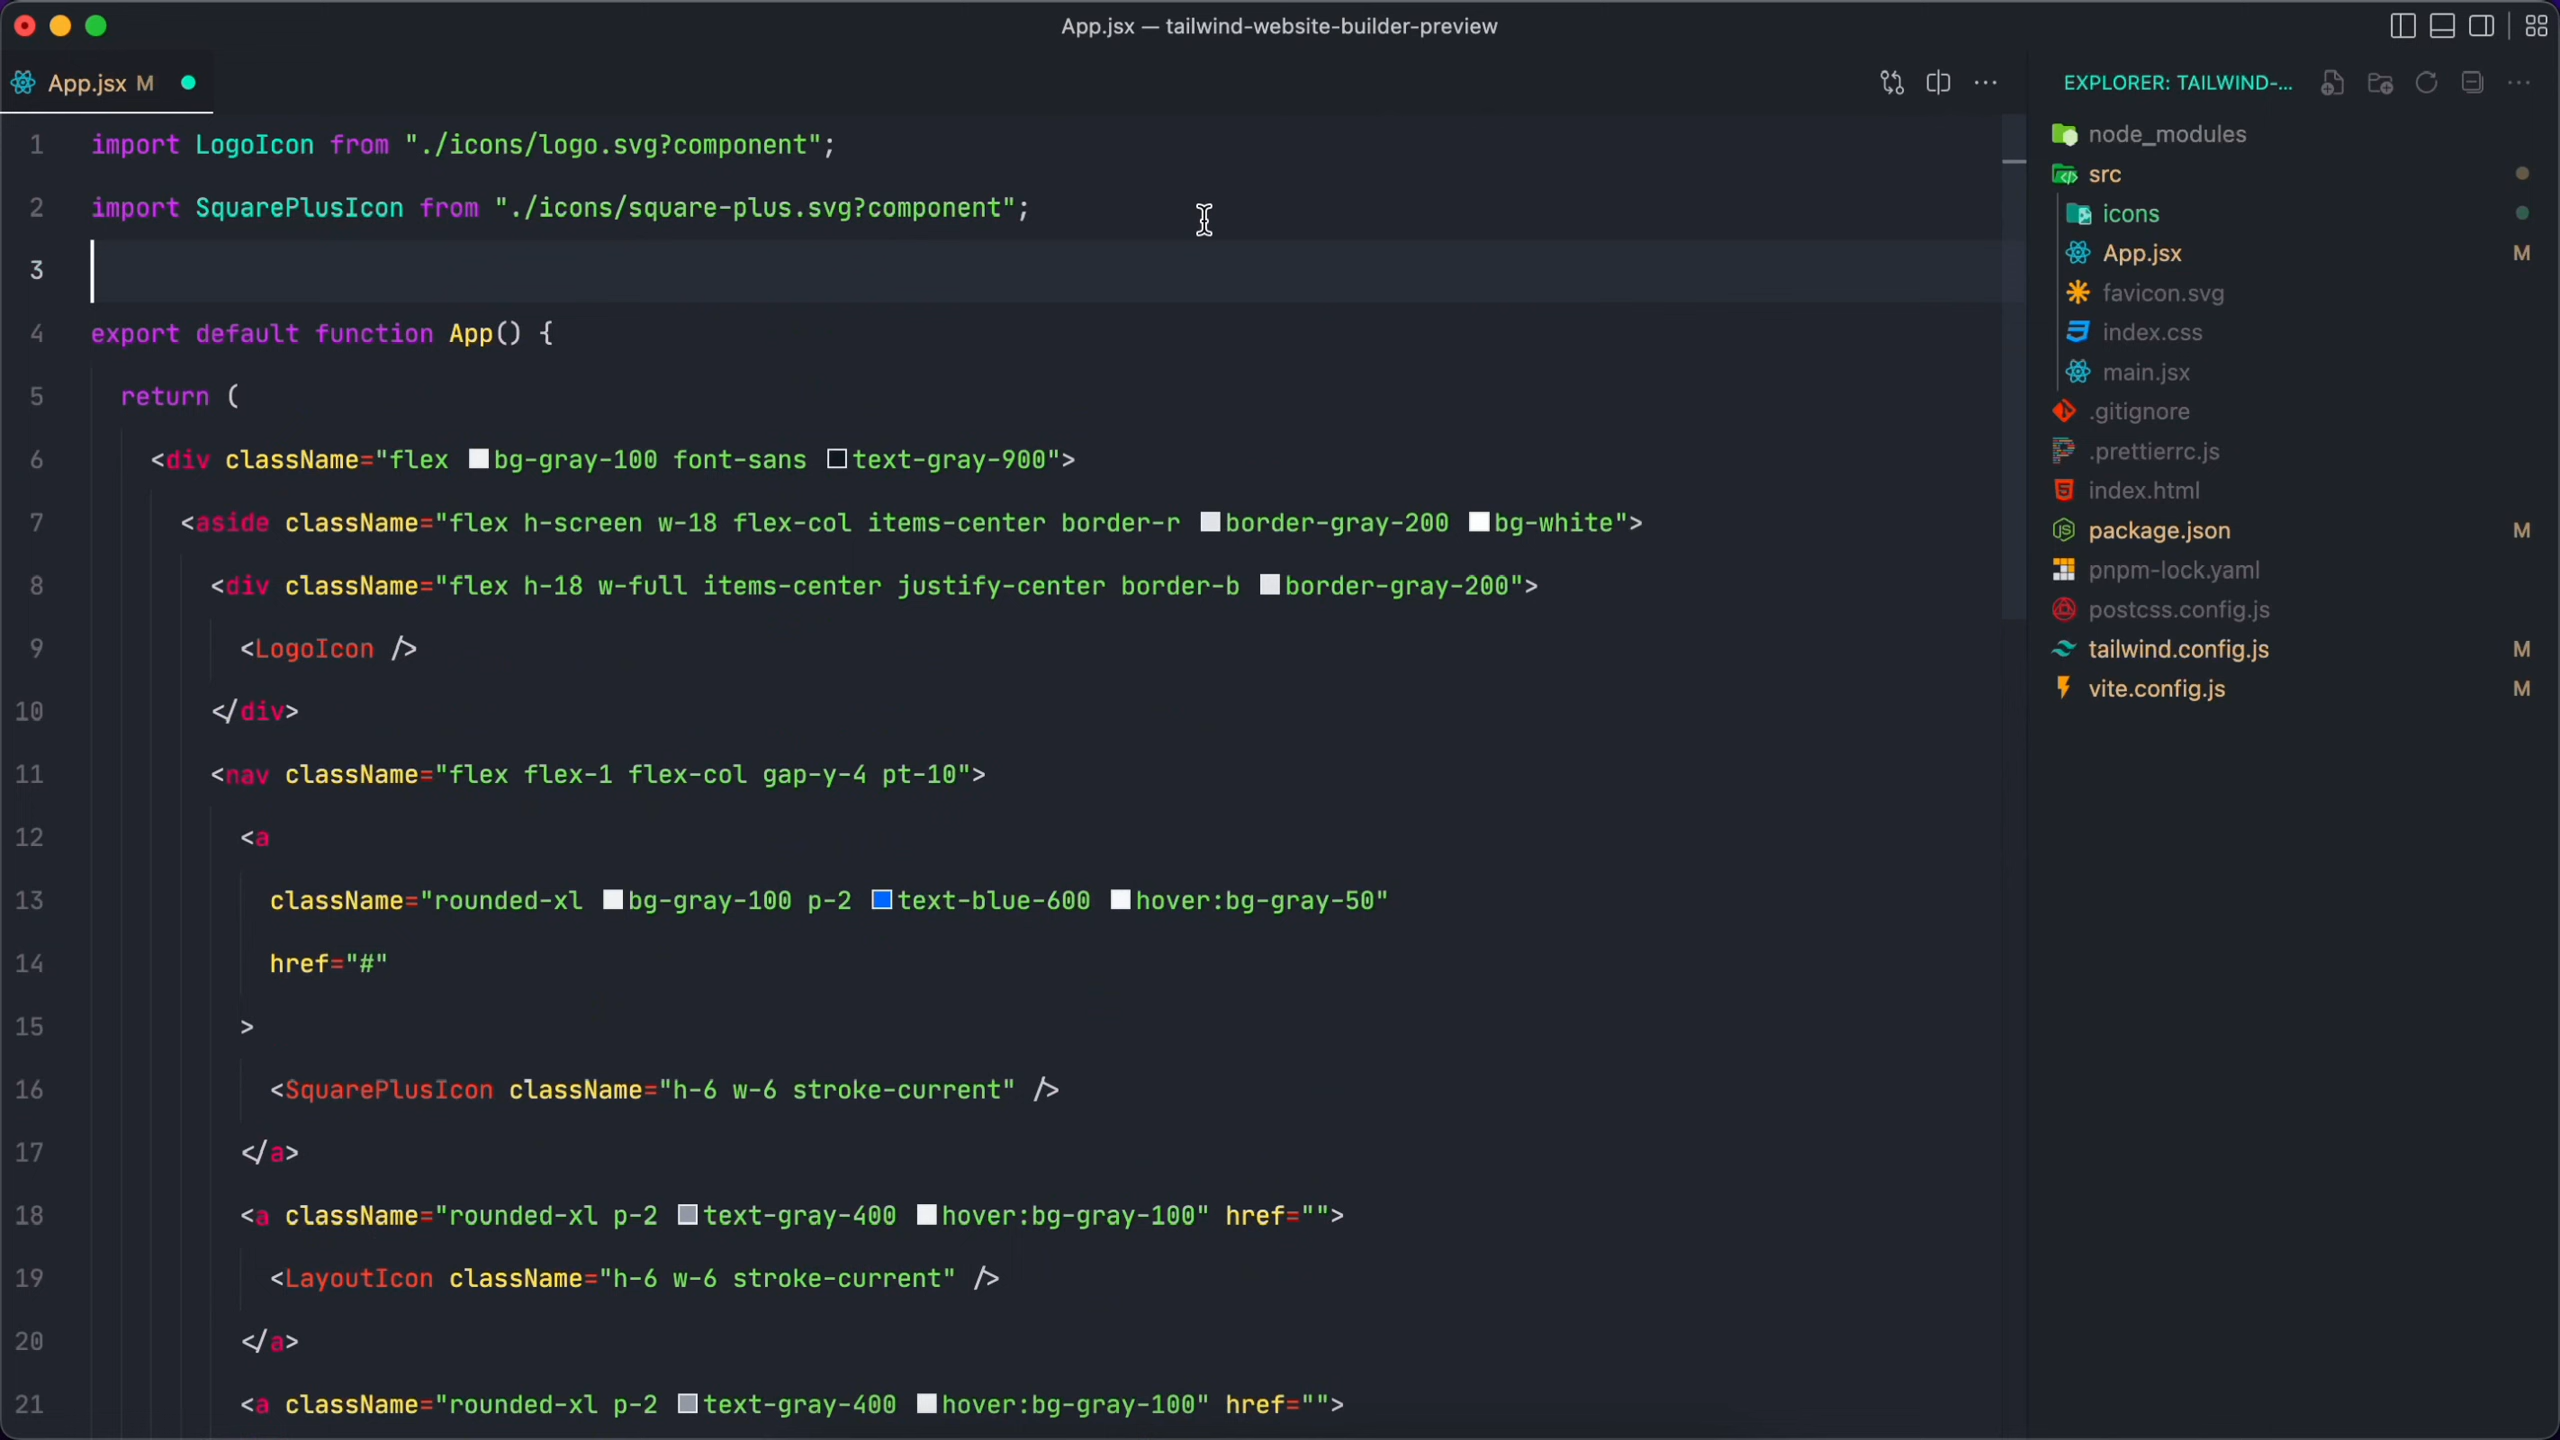 App.jsx — tailwind-website-builder-preview
App.jsx M
EXPLORER: TAILWIND-...
1 import LogoIcon from "./icons/logo.svg?component";
2 import SquarePlusIcon from "./icons/square-plus.svg?component";
3
4 export default function App() {
5 return (
6 <div className="flex bg-gray-100 font-sans text-gray-900">
7 <aside className="flex h-screen w-18 flex-col items-center border-r border-gray-200 bg-white">
8 <div className="flex h-18 w-full items-center justify-center border-b border-gray-200">
9 <LogoIcon />
10 </div>
11 <nav className="flex flex-1 flex-col gap-y-4 pt-10">
12 <a
13 className="rounded-xl bg-gray-100 p-2 text-blue-600 hover:bg-gray-50"
14 href="#"
15 >
16 <SquarePlusIcon className="h-6 w-6 stroke-current" />
17 </a>
18 <a className="rounded-xl p-2 text-gray-400 hover:bg-gray-100" href="">
19 <LayoutIcon className="h-6 w-6 stroke-current" />
20 </a>
21 <a className="rounded-xl p-2 text-gray-400 hover:bg-gray-100" href="">
node_modules
src
icons
App.jsx M
favicon.svg
index.css
main.jsx
.gitignore
.prettierrc.js
index.html
package.json M
pnpm-lock.yaml
postcss.config.js
tailwind.config.js M
vite.config.js M